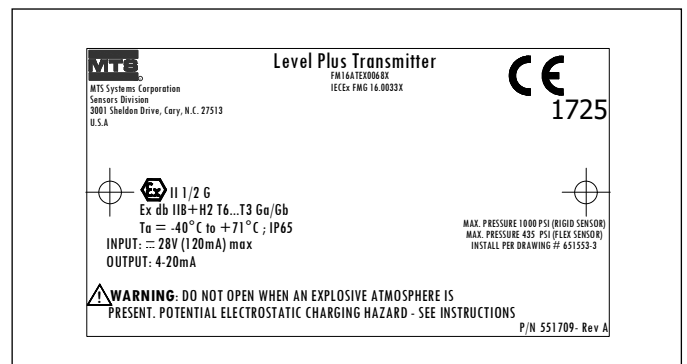 MTS
MTS Systems Corporation
Sensors Division
3001 Sheldon Drive, Cary, N.C. 27513
U.S.A
Level Plus Transmitter
FM16ATEX0068X
IECEx FMG 16.0033X
CE
1725
Ex II 1/2 G
Ex db IIB+H2 T6...T3 Ga/Gb
Ta = -40°C to +71°C ; IP65
INPUT: ⎓ 28V (120mA) max
OUTPUT: 4-20mA
MAX. PRESSURE 1000 PSI (RIGID SENSOR)
MAX. PRESSURE 435 PSI (FLEX SENSOR)
INSTALL PER DRAWING # 651553-3
WARNING: DO NOT OPEN WHEN AN EXPLOSIVE ATMOSPHERE IS
PRESENT. POTENTIAL ELECTROSTATIC CHARGING HAZARD - SEE INSTRUCTIONS
P/N 551709- Rev A